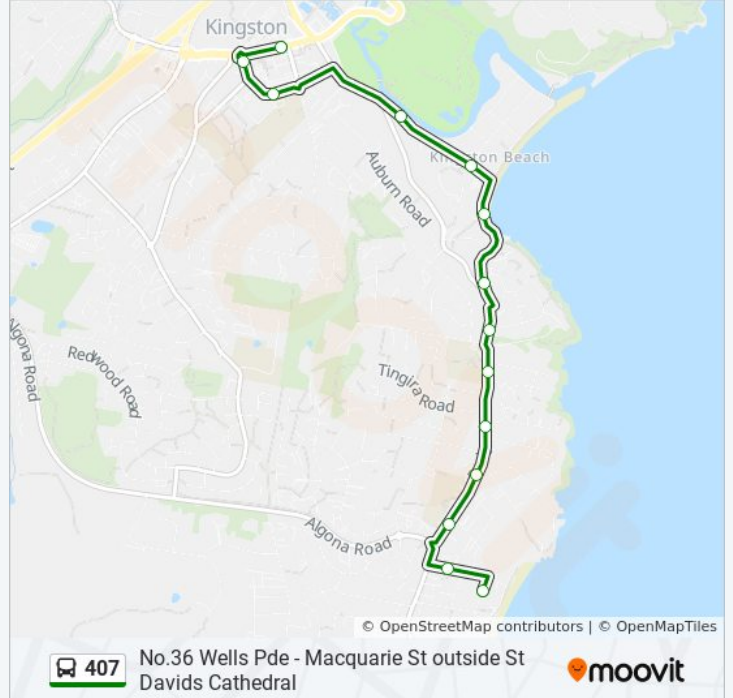 Kingston
Kingston Beach
Auburn Road
Tingira Road
Redwood Road
Algona Road
Algona Road
© OpenStreetMap contributors | © OpenMapTiles
407
No.36 Wells Pde - Macquarie St outside St
Davids Cathedral
moovit